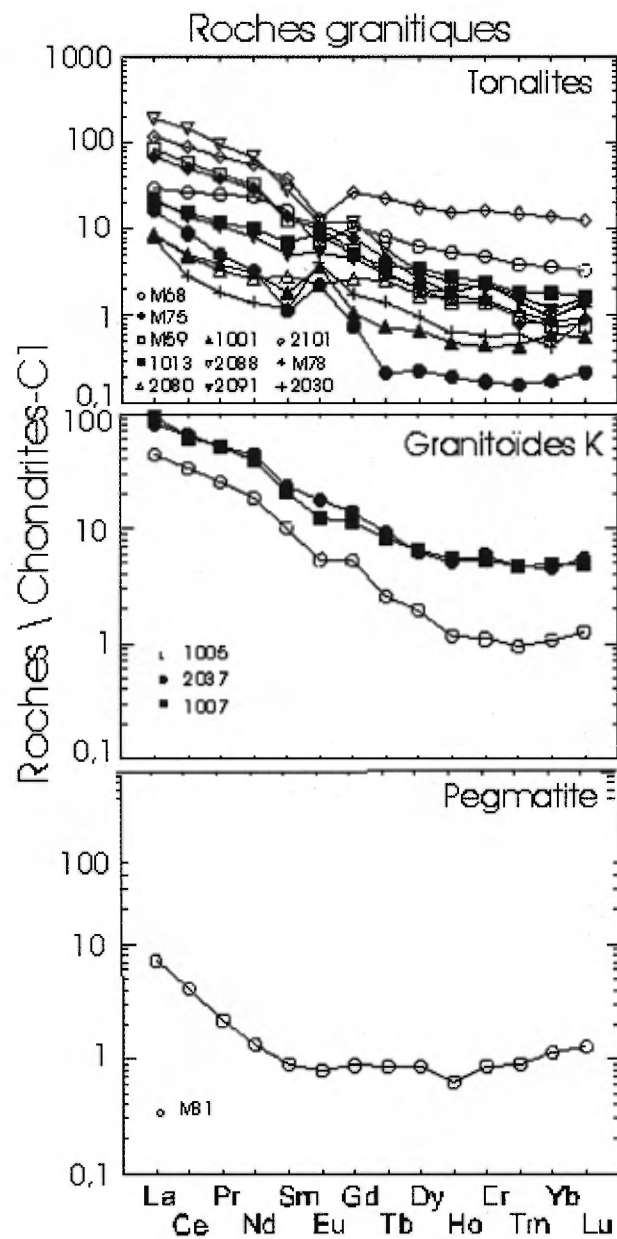 Roches granitiques
Roches \ Chondrites-C1
Tonalites
1000
100
10
1
0,1
M68
M75
M59 1001 2101
1013 2088 M78
2080 2091 2030
Granitoïdes K
100
10
1
0,1
1005
2037
1007
Pegmatite
100
10
1
0,1
M81
La Pr Sm Gd Dy Er Yb
Ce Nd Eu Tb Ho Tm Lu